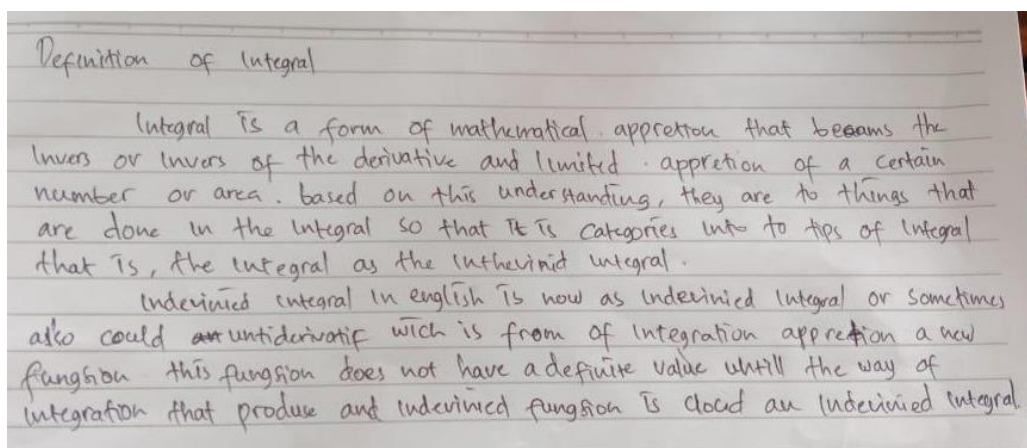 Definition of Integral
Integral is a form of mathematical appretion that becams the
invers or invers of the derivative and limited appretion of a certain
number or area. based on this understanding, they are to things that
are done in the integral so that it is categories into to tips of integral
that is, the integral as the inthevinid integral.
Indevinied integral in english is now as indevinied integral or sometimes
also could untiderivatif wich is from of integration appretion a new
fungsion this fungsion does not have a definite value uhtill the way of
integration that produse and indevinied fungsion is cloud an indevinied integral.